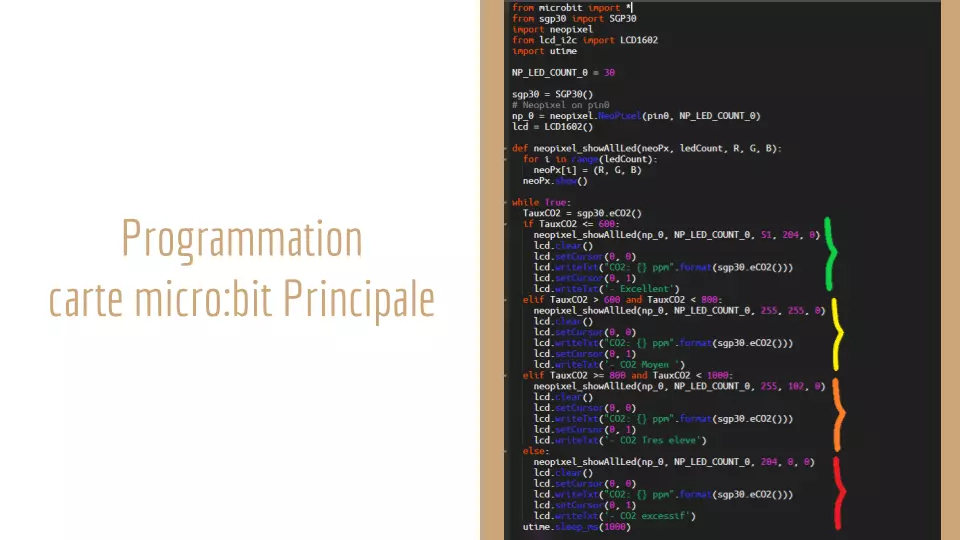 Programmation
carte micro:bit Principale
from microbit import *
from sgp30 import SGP30
import neopixel
from lcd_i2c import LCD1602
import utime
NP_LED_COUNT_0 = 30
sgp30 = SGP30()
# Neopixel on pin0
np_0 = neopixel.NeoPixel(pin0, NP_LED_COUNT_0)
lcd = LCD1602()
def neopixel_showAllLed(neoPx, ledCount, R, G, B):
for i in range(ledCount):
neoPx[i] = (R, G, B)
neoPx.show()
while True:
TauxCO2 = sgp30.eCO2()
if TauxCO2 <= 600:
neopixel_showAllLed(np_0, NP_LED_COUNT_0, 51, 204, 0)
lcd.clear()
lcd.setCursor(0, 0)
lcd.writeTxt("CO2: {} ppm".format(sgp30.eCO2()))
lcd.setCursor(0, 1)
lcd.writeTxt('- Excellent')
elif TauxCO2 > 600 and TauxCO2 < 800:
neopixel_showAllLed(np_0, NP_LED_COUNT_0, 255, 255, 0)
lcd.clear()
lcd.setCursor(0, 0)
lcd.writeTxt("CO2: {} ppm".format(sgp30.eCO2()))
lcd.setCursor(0, 1)
lcd.writeTxt('- CO2 Moyen ')
elif TauxCO2 >= 800 and TauxCO2 < 1000:
neopixel_showAllLed(np_0, NP_LED_COUNT_0, 255, 102, 0)
lcd.clear()
lcd.setCursor(0, 0)
lcd.writeTxt("CO2: {} ppm".format(sgp30.eCO2()))
lcd.setCursor(0, 1)
lcd.writeTxt('- CO2 Tres eleve')
else:
neopixel_showAllLed(np_0, NP_LED_COUNT_0, 204, 0, 0)
lcd.clear()
lcd.setCursor(0, 0)
lcd.writeTxt("CO2: {} ppm".format(sgp30.eCO2()))
lcd.setCursor(0, 1)
lcd.writeTxt('- CO2 excessif')
utime.sleep_ms(1000)